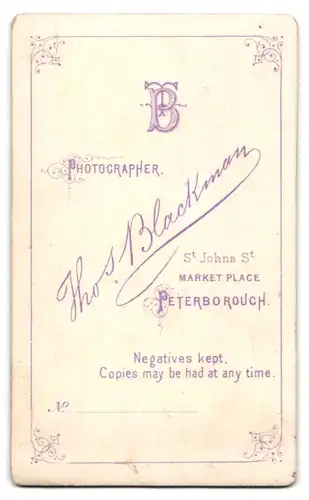 PB
PHOTOGRAPHER.
Thos. Blackman
St Johns St
MARKET PLACE
PETERBOROUGH.
Negatives kept,
Copies may be had at any time.
No